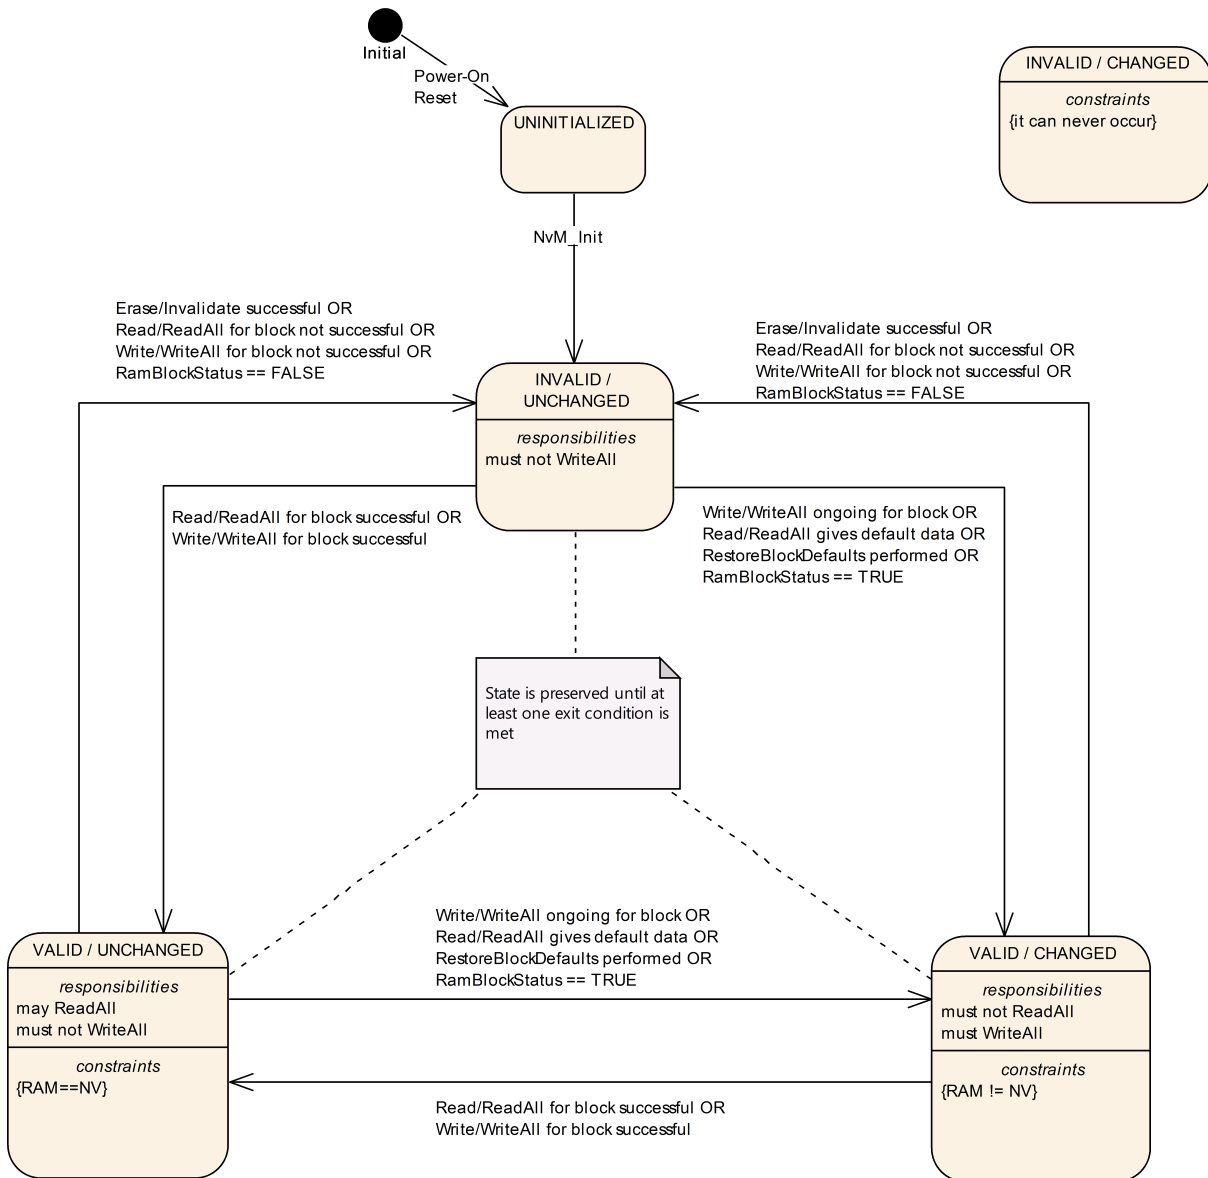 Initial
Power-On
Reset
UNINITIALIZED
INVALID / CHANGED
constraints
{it can never occur}
NvM_Init
Erase/Invalidate successful OR
Read/ReadAll for block not successful OR
Write/WriteAll for block not successful OR
RamBlockStatus == FALSE
Erase/Invalidate successful OR
Read/ReadAll for block not successful OR
Write/WriteAll for block not successful OR
RamBlockStatus == FALSE
INVALID /
UNCHANGED
responsibilities
must not WriteAll
Read/ReadAll for block successful OR
Write/WriteAll for block successful
Write/WriteAll ongoing for block OR
Read/ReadAll gives default data OR
RestoreBlockDefaults performed OR
RamBlockStatus == TRUE
State is preserved until at
least one exit condition is
met
Write/WriteAll ongoing for block OR
Read/ReadAll gives default data OR
RestoreBlockDefaults performed OR
RamBlockStatus == TRUE
VALID / UNCHANGED
responsibilities
may ReadAll
must not WriteAll
constraints
{RAM==NV}
VALID / CHANGED
responsibilities
must not ReadAll
must WriteAll
constraints
{RAM != NV}
Read/ReadAll for block successful OR
Write/WriteAll for block successful